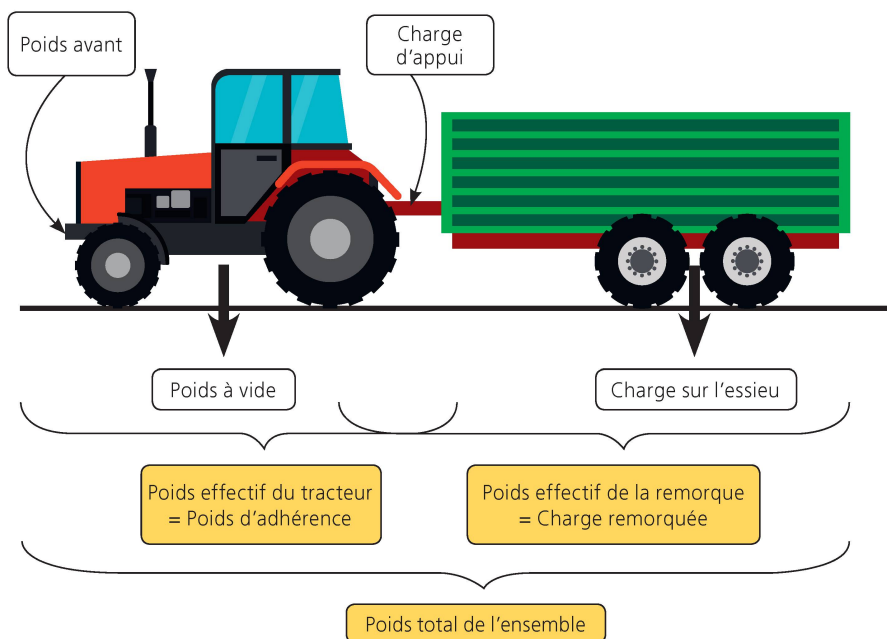 Poids avant
Charge
d'appui
Poids à vide
Charge sur l'essieu
Poids effectif du tracteur
= Poids d'adhérence
Poids effectif de la remorque
= Charge remorquée
Poids total de l'ensemble